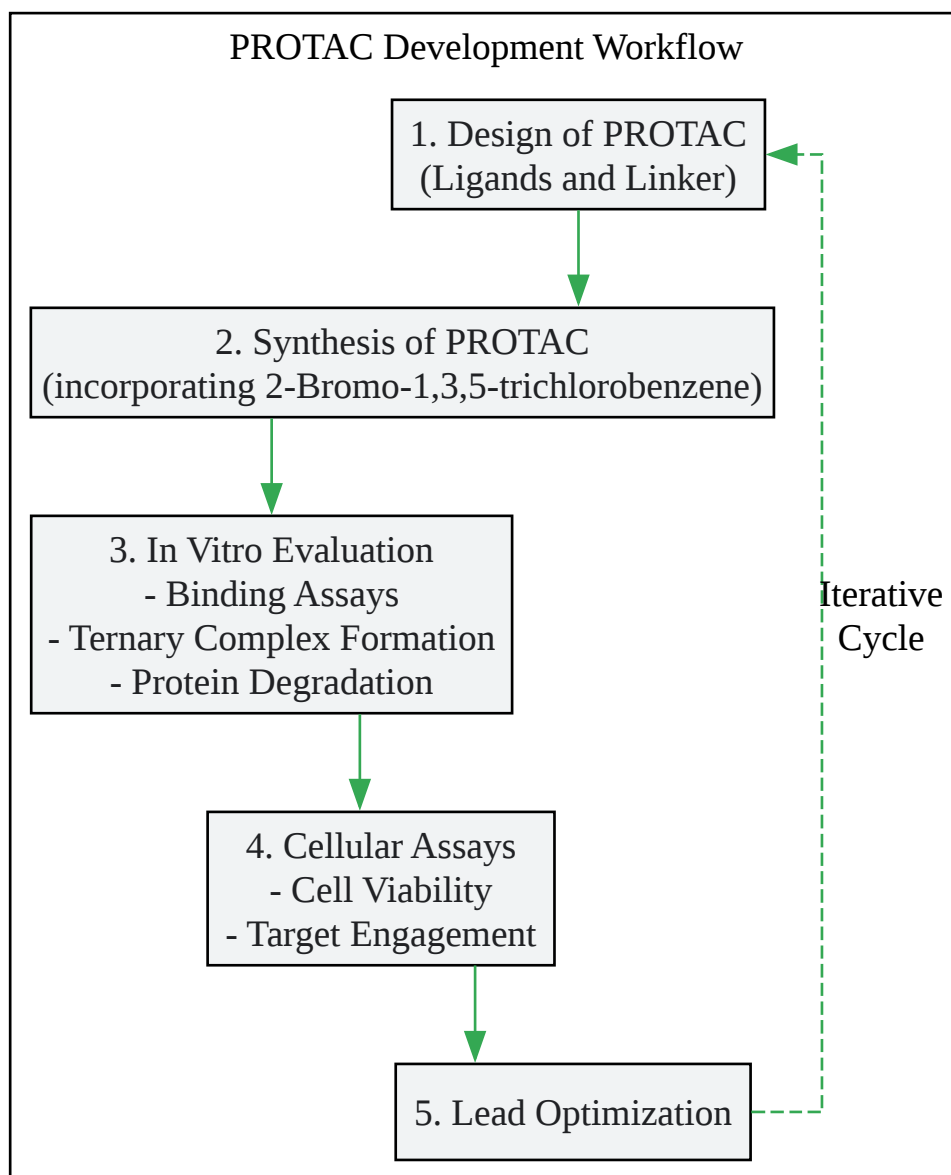 PROTAC Development Workflow
1. Design of PROTAC
(Ligands and Linker)
2. Synthesis of PROTAC
(incorporating 2-Bromo-1,3,5-trichlorobenzene)
3. In Vitro Evaluation
- Binding Assays
- Ternary Complex Formation
- Protein Degradation
Iterative
Cycle
4. Cellular Assays
- Cell Viability
- Target Engagement
5. Lead Optimization